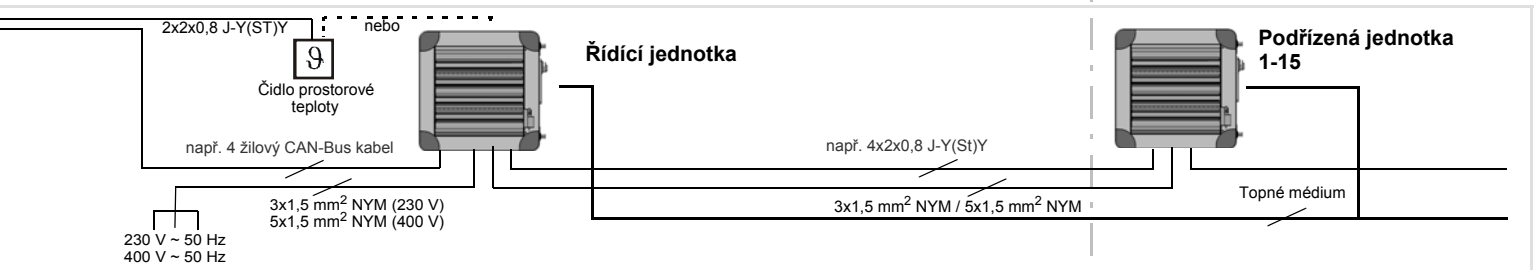 2x2x0,8 J-Y(ST)Y
nebo
ϑ
Čidlo prostorové
teploty
Řídící jednotka
Podřízená jednotka
1-15
např. 4 žilový CAN-Bus kabel
např. 4x2x0,8 J-Y(St)Y
3x1,5 mm² NYM (230 V)
5x1,5 mm² NYM (400 V)
3x1,5 mm² NYM / 5x1,5 mm² NYM
Topné médium
230 V ~ 50 Hz
400 V ~ 50 Hz